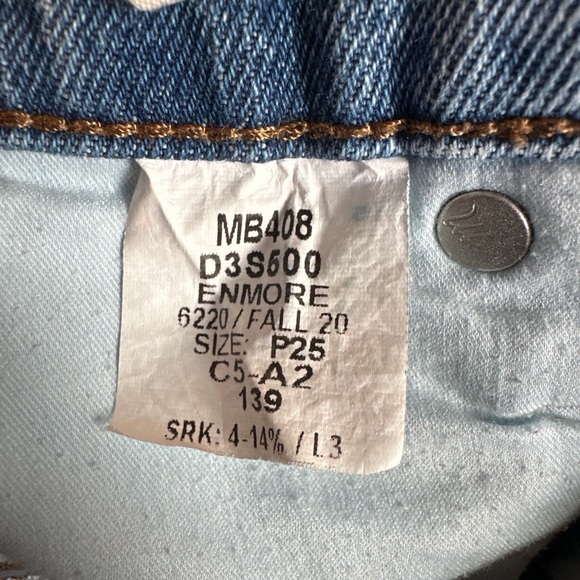 MB408
D3S500
ENMORE
6220/FALL 20
SIZE: P25
C5-A2
139
SRK: 4-14% / L3